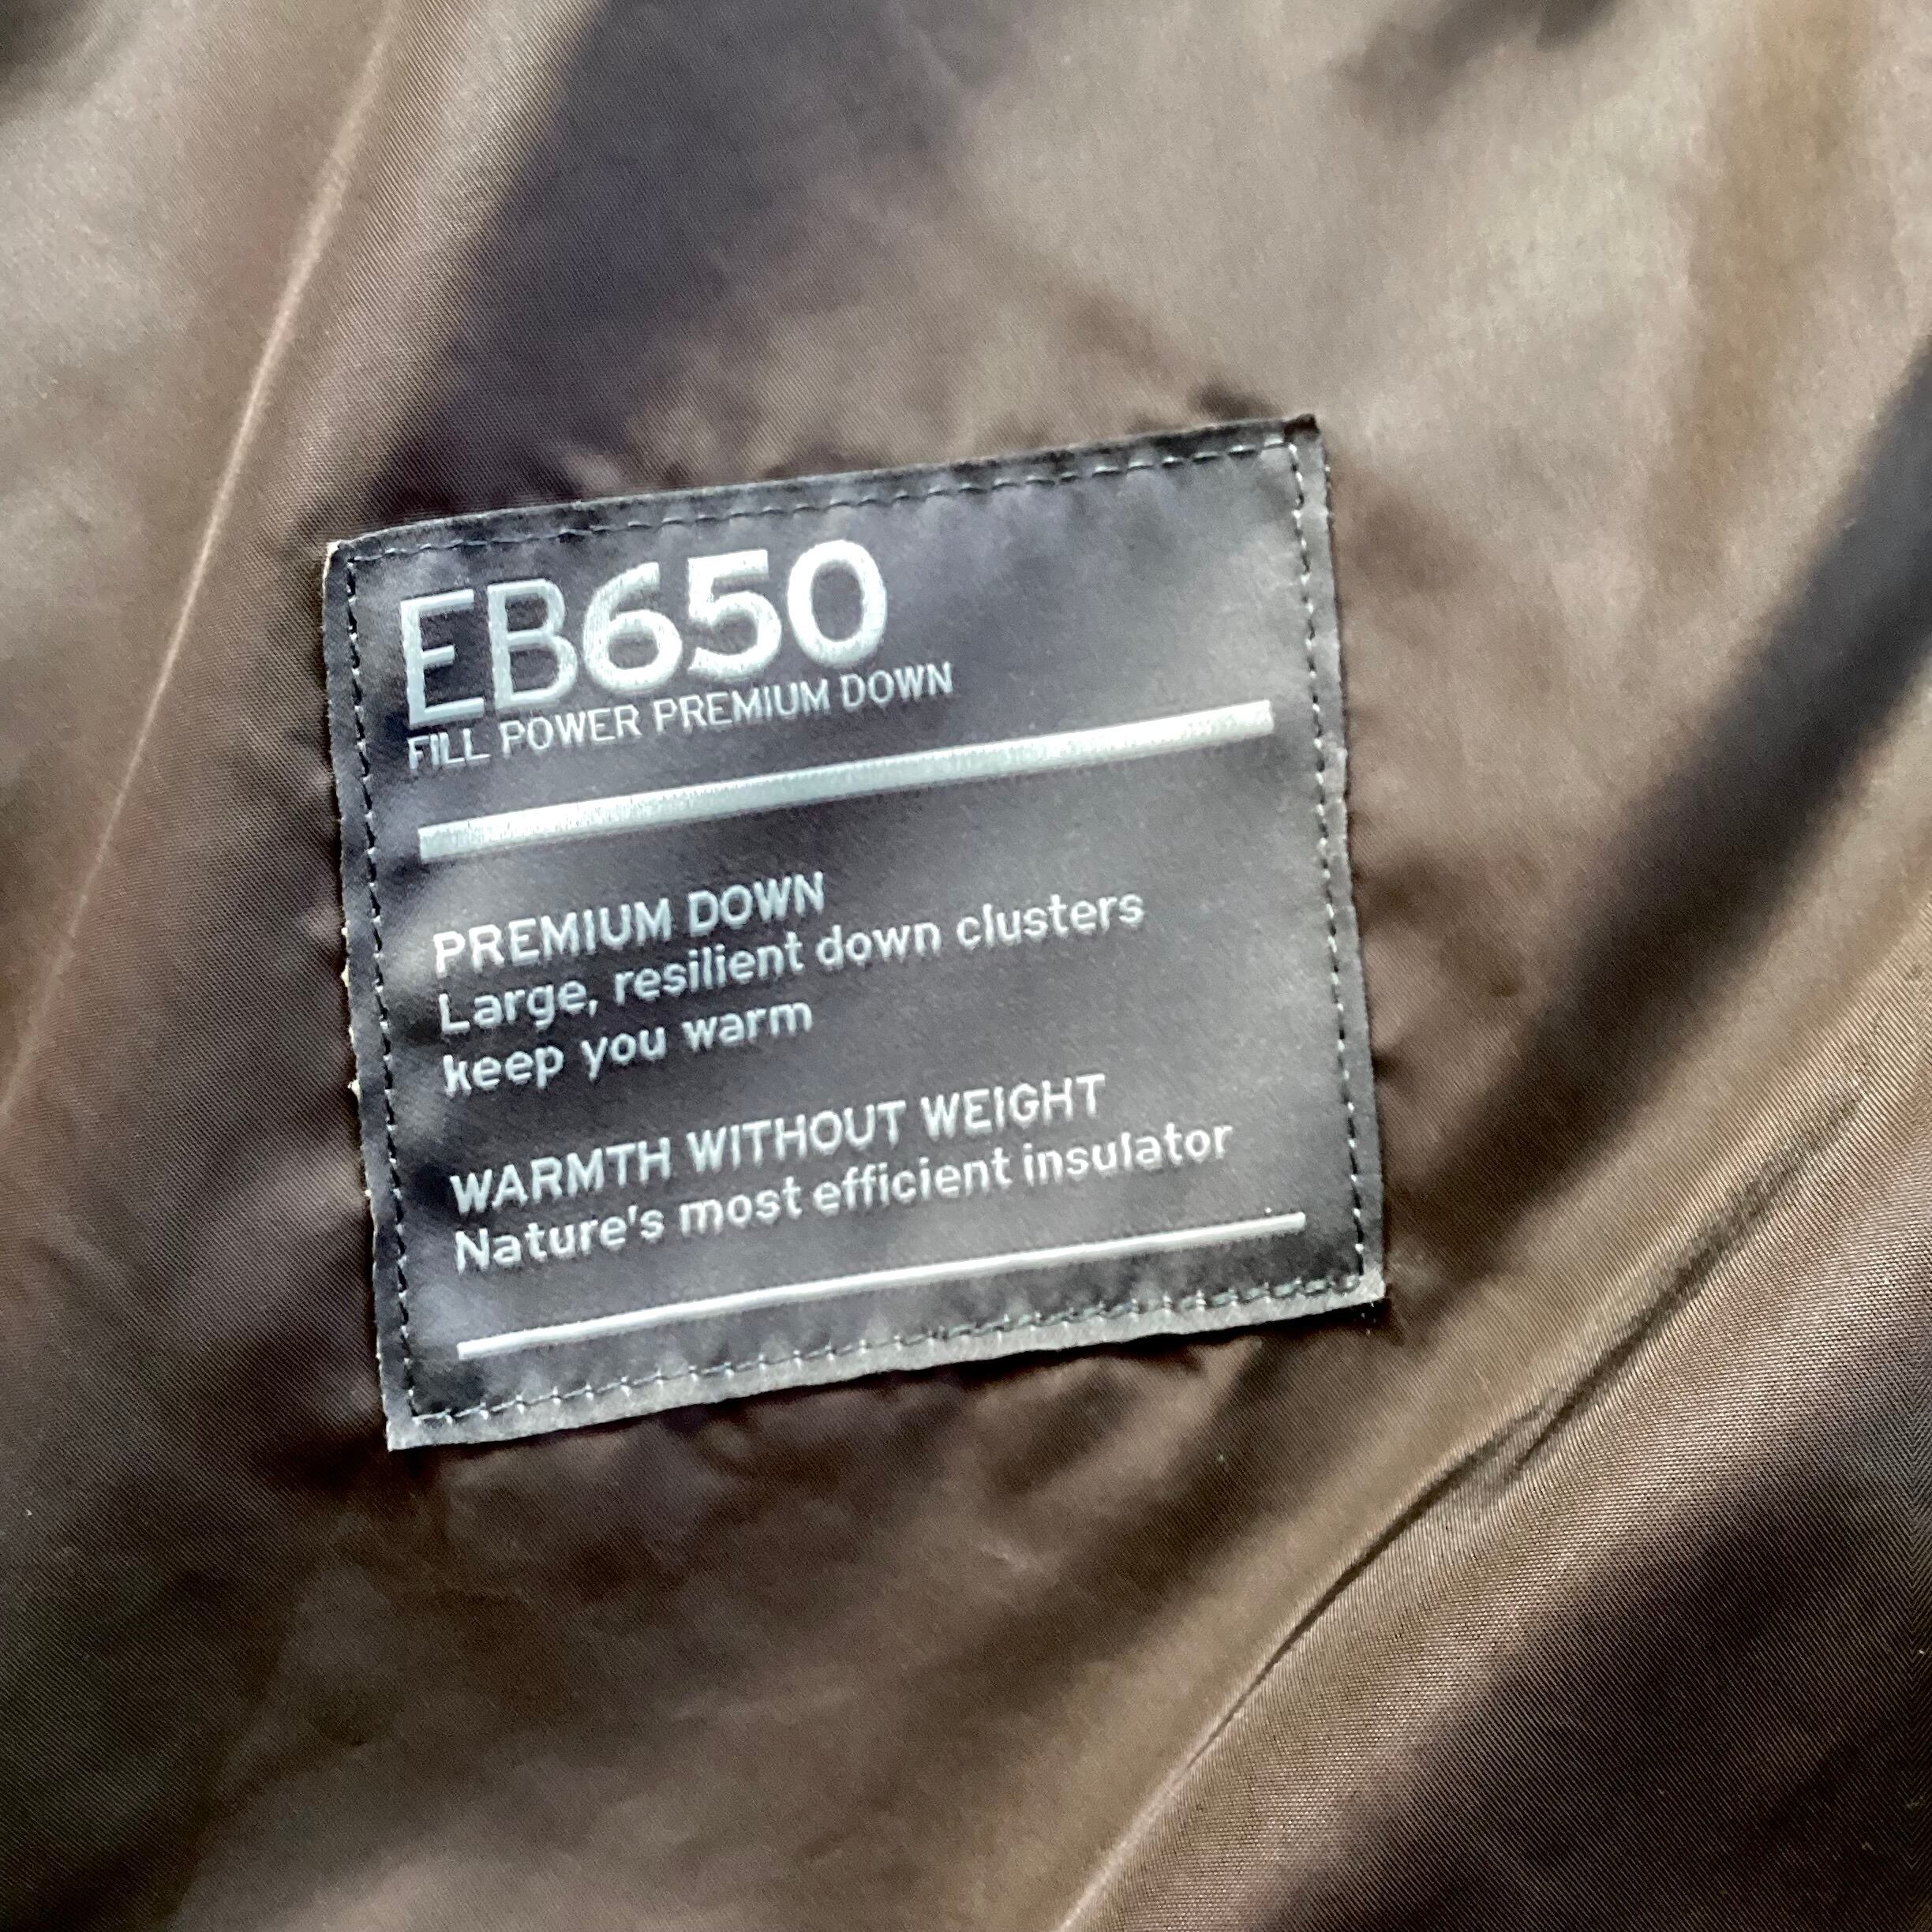 EB650
FILL POWER PREMIUM DOWN
PREMIUM DOWN
Large, resilient down clusters
keep you warm
WARMTH WITHOUT WEIGHT
Nature's most efficient insulator